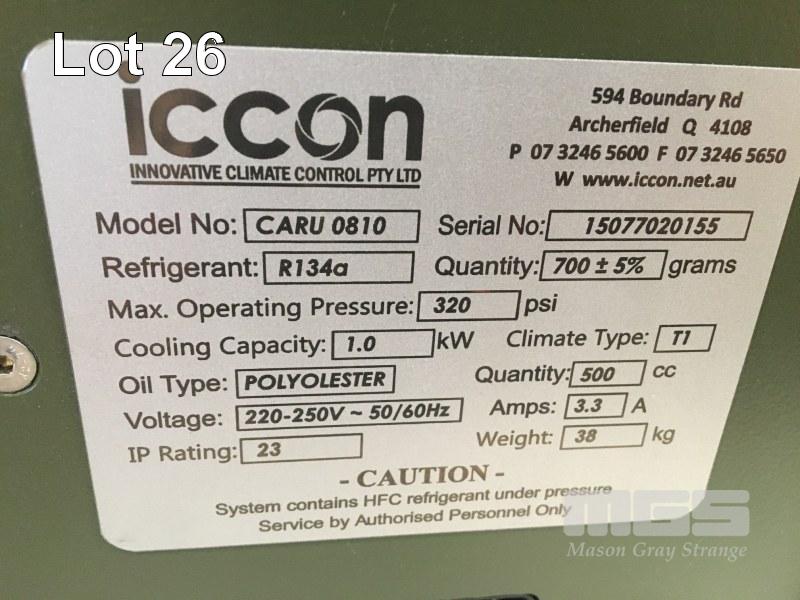 Lot 26
iccon
INNOVATIVE CLIMATE CONTROL PTY LTD
594 Boundary Rd
Archerfield Q 4108
P 07 3246 5600 F 07 3246 5650
W www.iccon.net.au
Model No: CARU 0810 Serial No: 15077020155
Refrigerant: R134a Quantity: 700 ± 5% grams
Max. Operating Pressure: 320 psi
Cooling Capacity: 1.0 kW Climate Type: T1
Oil Type: POLYOLESTER Quantity: 500 cc
Voltage: 220-250V ~ 50/60Hz Amps: 3.3 A
IP Rating: 23 Weight: 38 kg
- CAUTION -
System contains HFC refrigerant under pressure
Service by Authorised Personnel Only
MGS
Mason Gray Strange